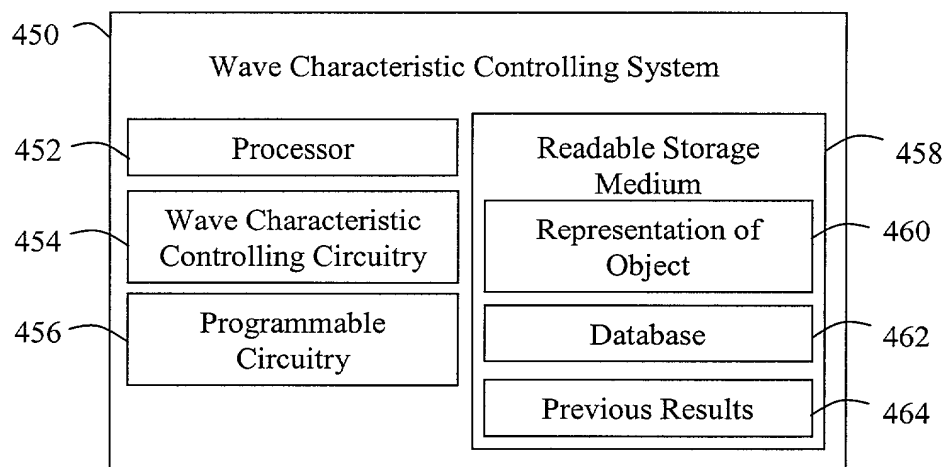 450
Wave Characteristic Controlling System
452
Processor
454
Wave Characteristic
Controlling Circuitry
456
Programmable
Circuitry
Readable Storage
Medium
458
Representation of
Object
460
Database
462
Previous Results
464